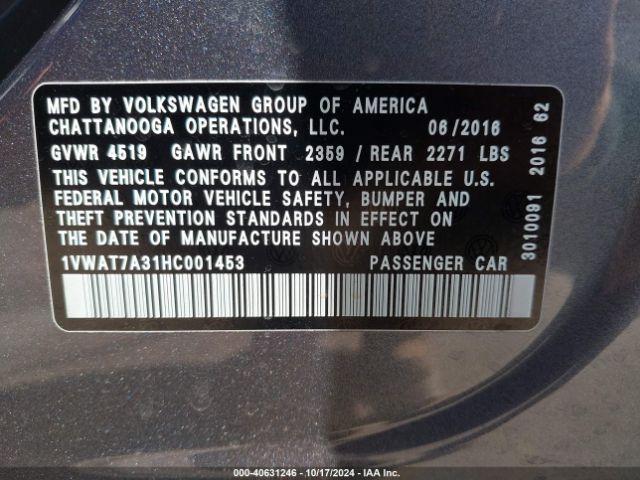 MFD BY VOLKSWAGEN GROUP OF AMERICA
CHATTANOOGA OPERATIONS, LLC. 06/2016
GVWR 4519 GAWR FRONT 2359 / REAR 2271 LBS
THIS VEHICLE CONFORMS TO ALL APPLICABLE U.S.
FEDERAL MOTOR VEHICLE SAFETY, BUMPER AND
THEFT PREVENTION STANDARDS IN EFFECT ON
THE DATE OF MANUFACTURE SHOWN ABOVE
1VWAT7A31HC001453 PASSENGER CAR
3010091 2016 62
000-40631246 - 10/17/2024 - IAA Inc.